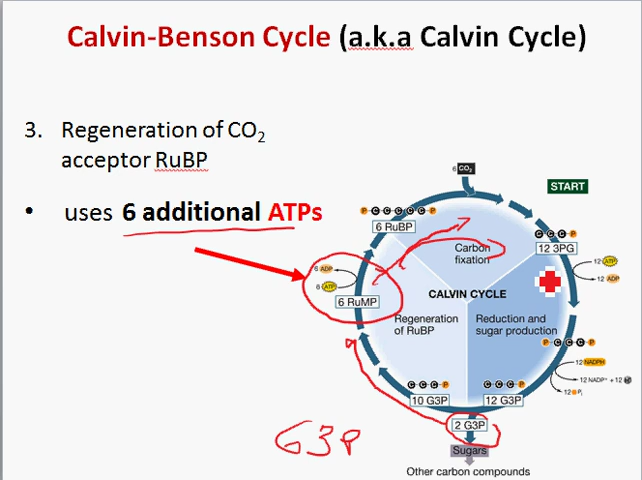 Calvin-Benson Cycle (a.k.a Calvin Cycle)
3. Regeneration of CO2
acceptor RuBP
• uses 6 additional ATPs
6 CO2
START
P-C-C-C-C-C-P
6 RuBP
C-C-C-P
12 3PG
Carbon
fixation
6 ADP
6 ATP
12 ATP
12 ADP
6 RuMP
CALVIN CYCLE
Regeneration
of RuBP
Reduction and
sugar production
P-C-C-C-P
12 NADPH
12 NADP+ + 12 H
12 Pi
C-C-C-P
10 G3P
C-C-C-P
12 G3P
2 G3P
G3P
Sugars
Other carbon compounds